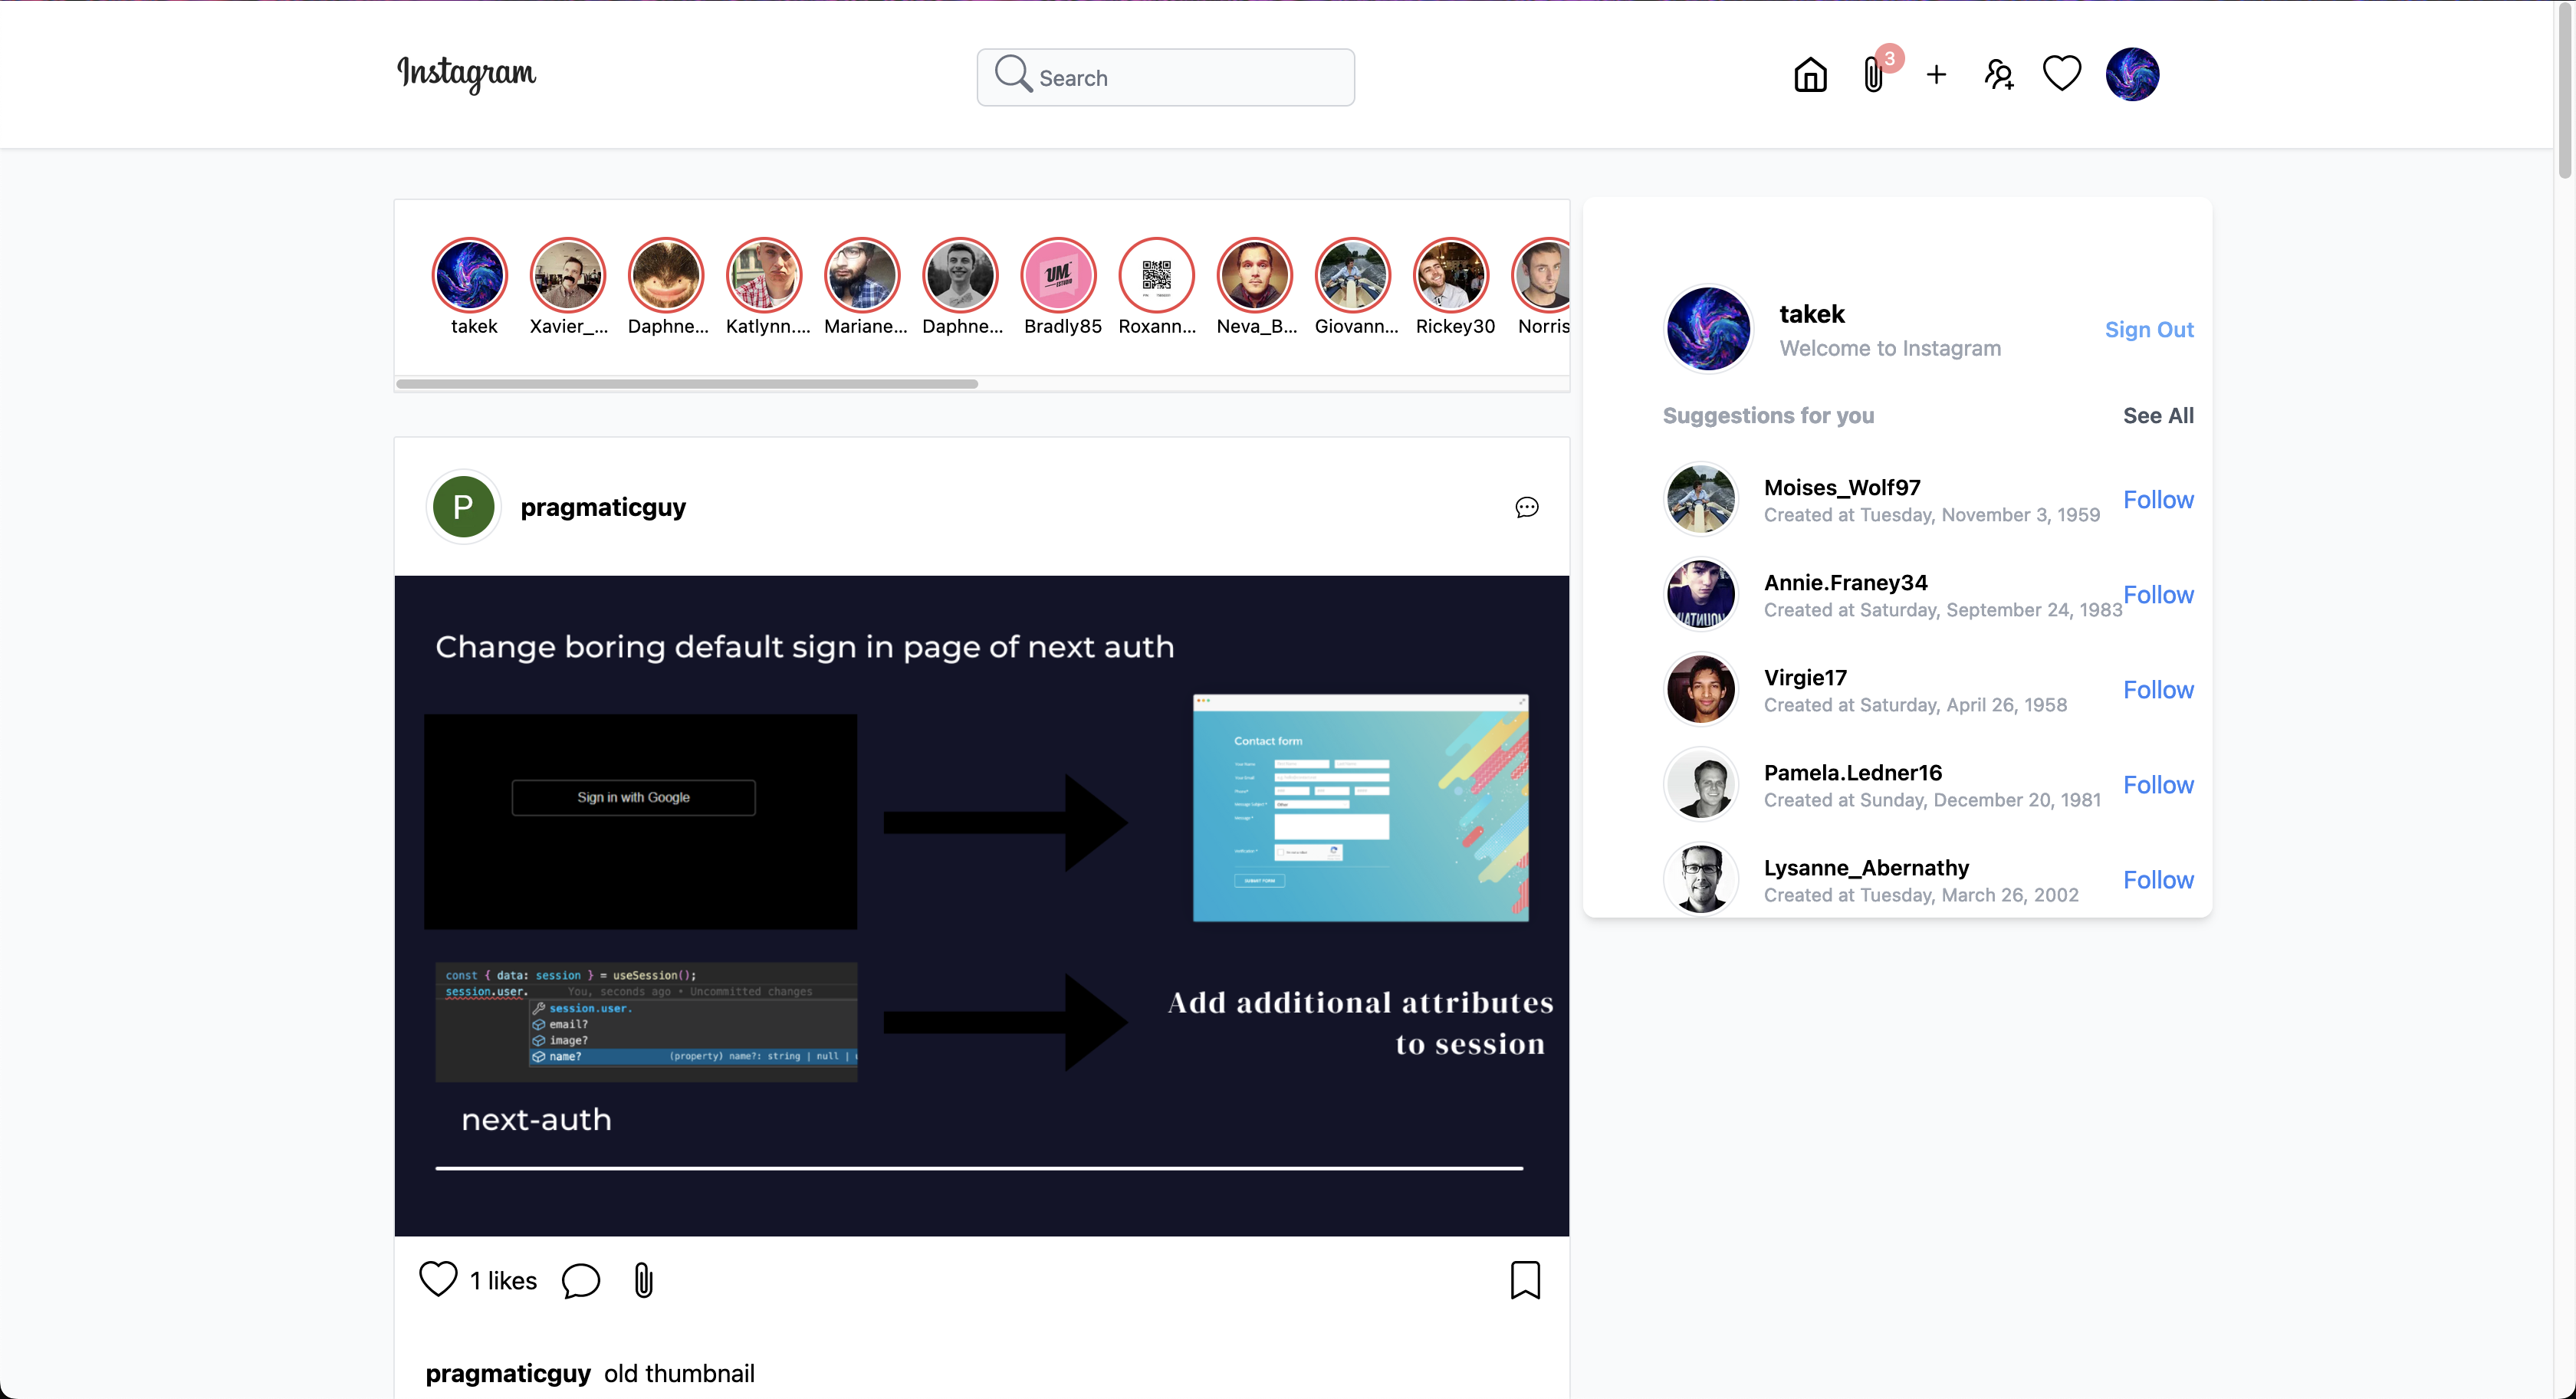 Instagram
Search
3
takek
Xavier_...
Daphne...
Katlynn....
Mariane...
Daphne...
Bradly85
Roxann...
Neva_B...
Giovann...
Rickey30
Norris
UM
takek
Welcome to Instagram
Sign Out
Suggestions for you
See All
Moises_Wolf97
Created at Tuesday, November 3, 1959
Follow
Annie.Franey34
Created at Saturday, September 24, 1983
Follow
Virgie17
Created at Saturday, April 26, 1958
Follow
Pamela.Ledner16
Created at Sunday, December 20, 1981
Follow
Lysanne_Abernathy
Created at Tuesday, March 26, 2002
Follow
P
pragmaticguy
Change boring default sign in page of next auth
Sign in with Google
Contact form
SUBMIT FORM
const { data: session } = useSession();
session.user. You, seconds ago • Uncommitted changes
session.user.
email?
image?
name? (property) name?: string | null |
Add additional attributes
to session
next-auth
1 likes
pragmaticguy old thumbnail